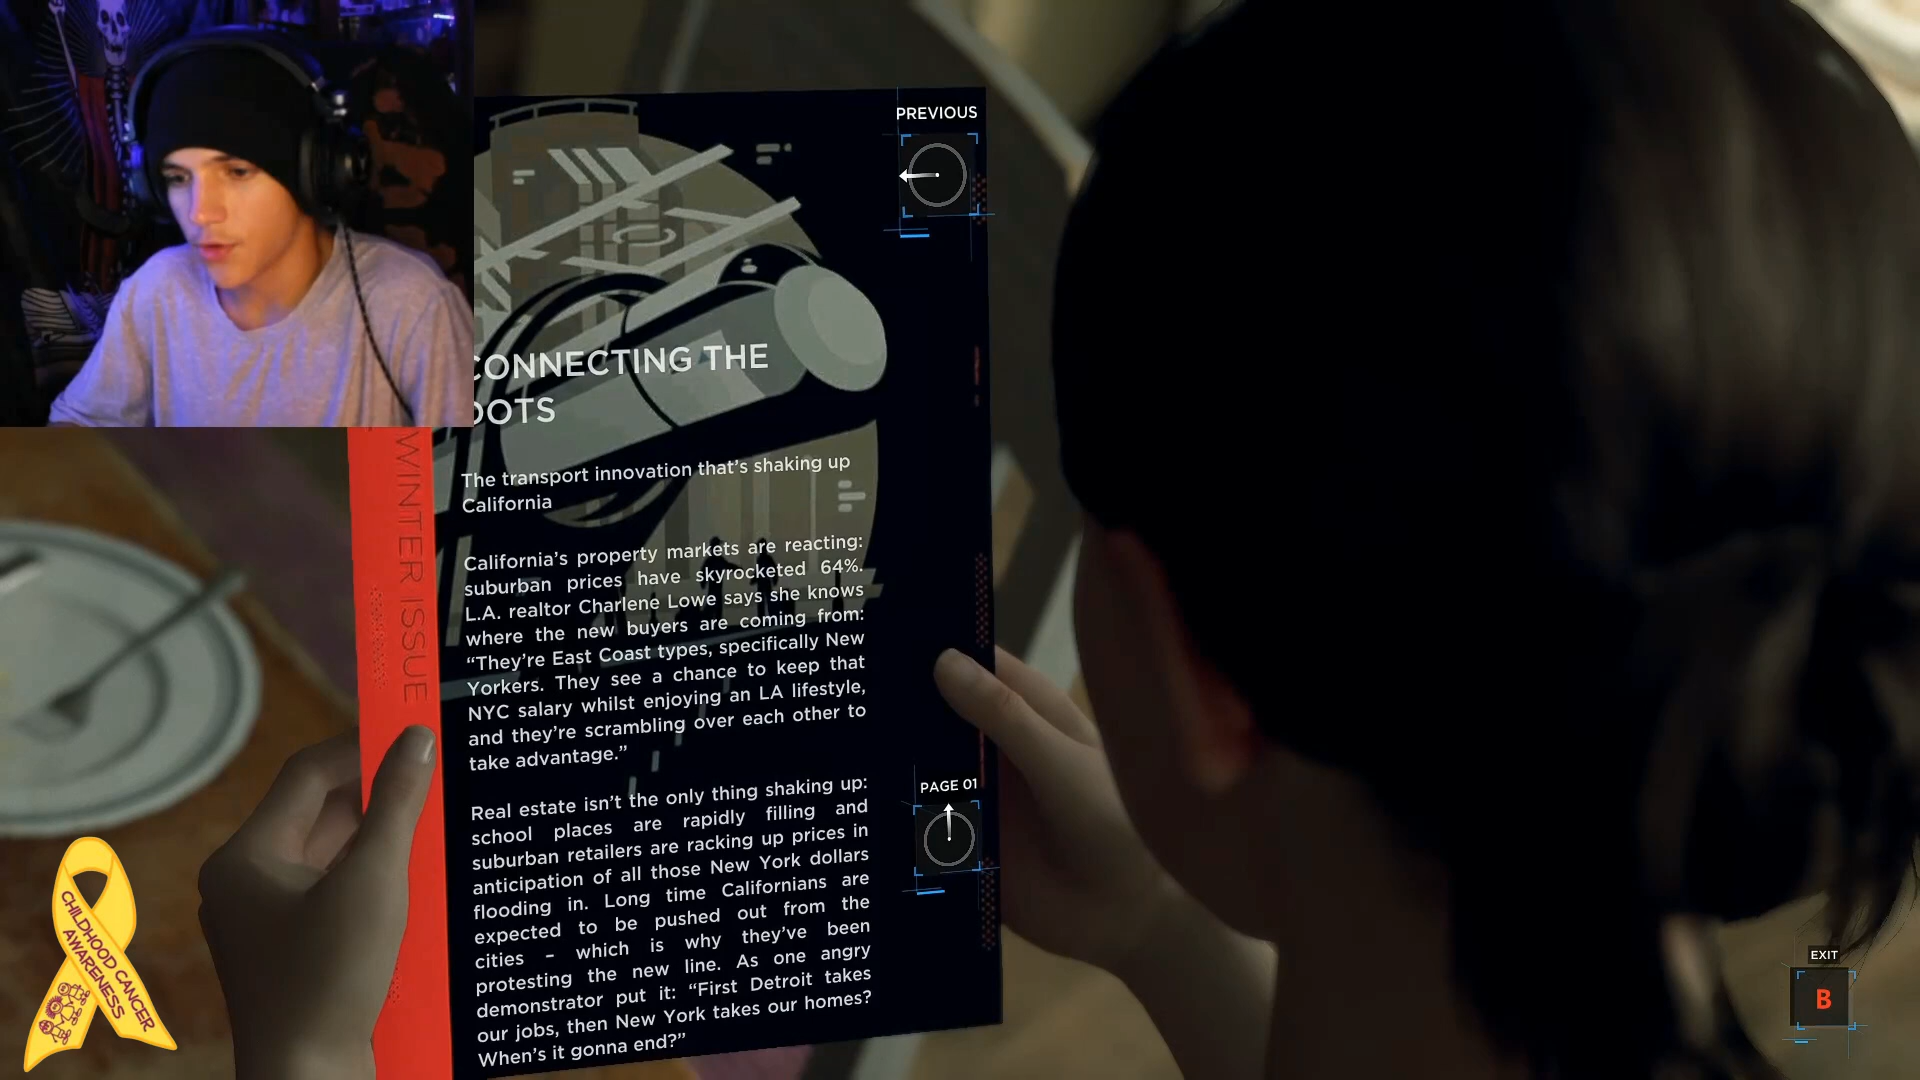 PREVIOUS
CONNECTING THE
DOTS
The transport innovation that's shaking up
California
California's property markets are reacting:
suburban prices have skyrocketed 64%.
L.A. realtor Charlene Lowe says she knows
where the new buyers are coming from:
“They're East Coast types, specifically New
Yorkers. They see a chance to keep that
NYC salary whilst enjoying an LA lifestyle,
and they're scrambling over each other to
take advantage.”
Real estate isn't the only thing shaking up:
school places are rapidly filling and
suburban retailers are racking up prices in
anticipation of all those New York dollars
flooding in. Long time Californians are
expected to be pushed out from the
cities – which is why they've been
protesting the new line. As one angry
demonstrator put it: “First Detroit takes
our jobs, then New York takes our homes?
When's it gonna end?”
WINTER ISSUE
PAGE 01
EXIT
B
CHILDHOOD CANCER
AWARENESS